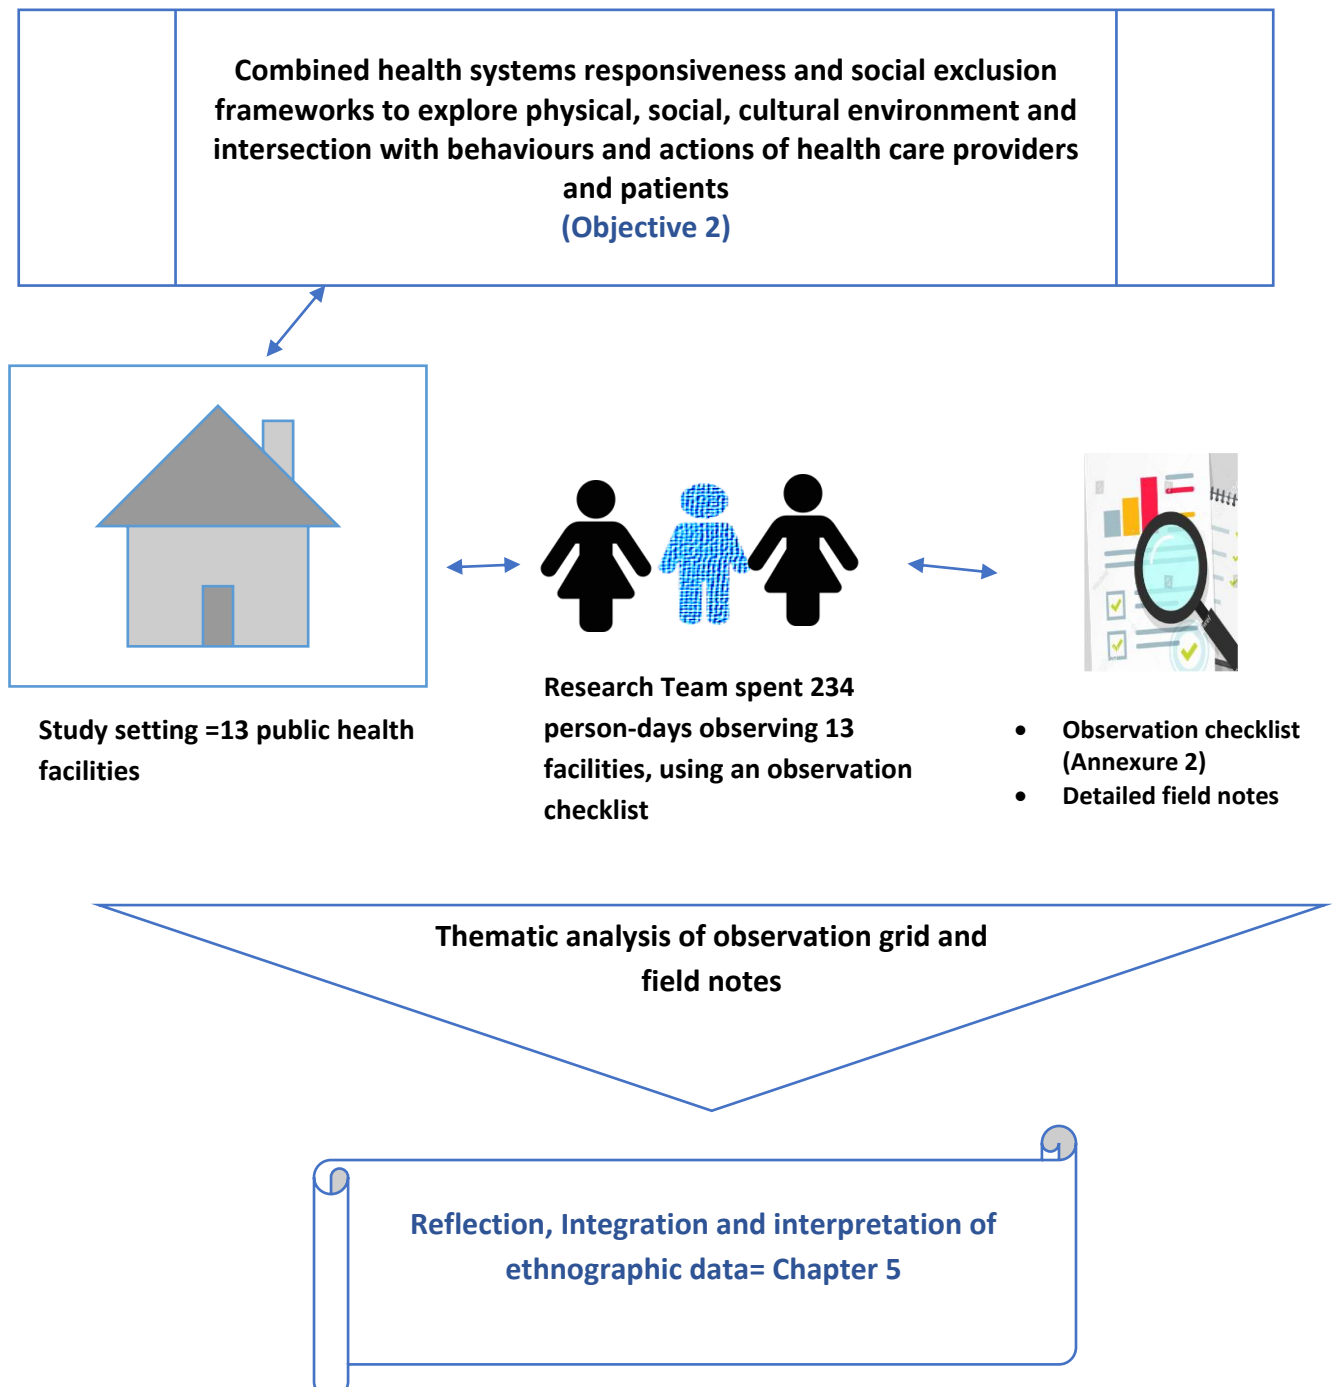 Combined health systems responsiveness and social exclusion
frameworks to explore physical, social, cultural environment and
intersection with behaviours and actions of health care providers
and patients
(Objective 2)
Study setting =13 public health
facilities
Research Team spent 234
person-days observing 13
facilities, using an observation
checklist
• Observation checklist
(Annexure 2)
• Detailed field notes
Thematic analysis of observation grid and
field notes
Reflection, Integration and interpretation of
ethnographic data= Chapter 5